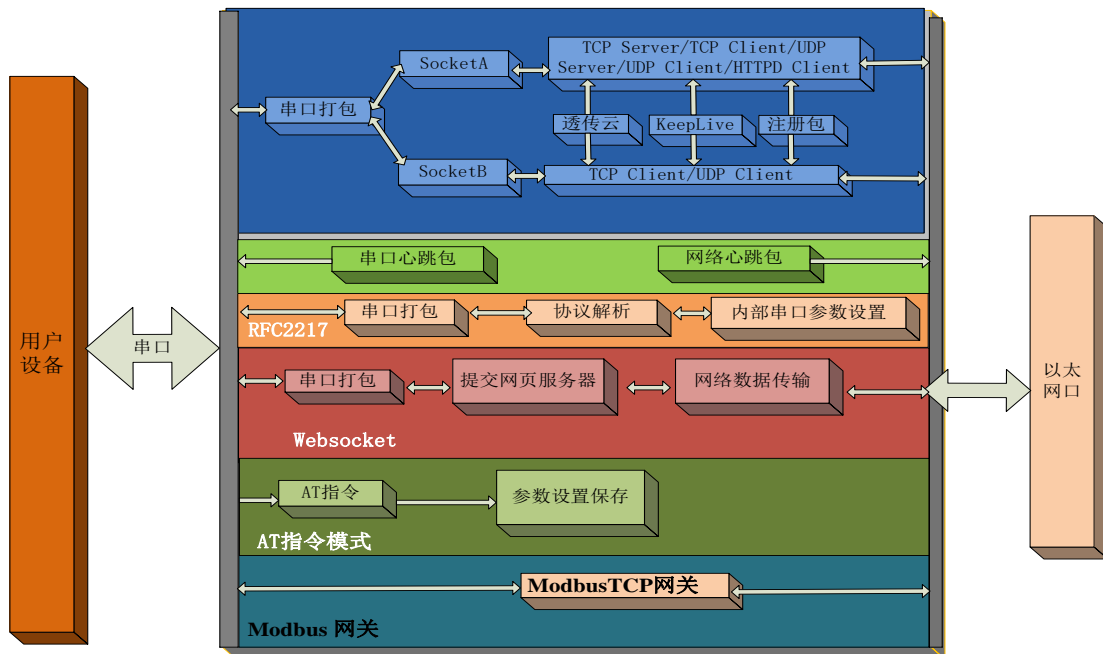 TCP Server/TCP Client/UDP
Server/UDP Client/HTTPD Client
SocketA
串口打包
透传云
KeepLive
注册包
SocketB
TCP Client/UDP Client
串口心跳包
网络心跳包
串口打包
协议解析
内部串口参数设置
RFC2217
用户
设备
串口
串口打包
提交网页服务器
网络数据传输
以太
网口
Websocket
AT指令
参数设置保存
AT指令模式
ModbusTCP网关
Modbus 网关